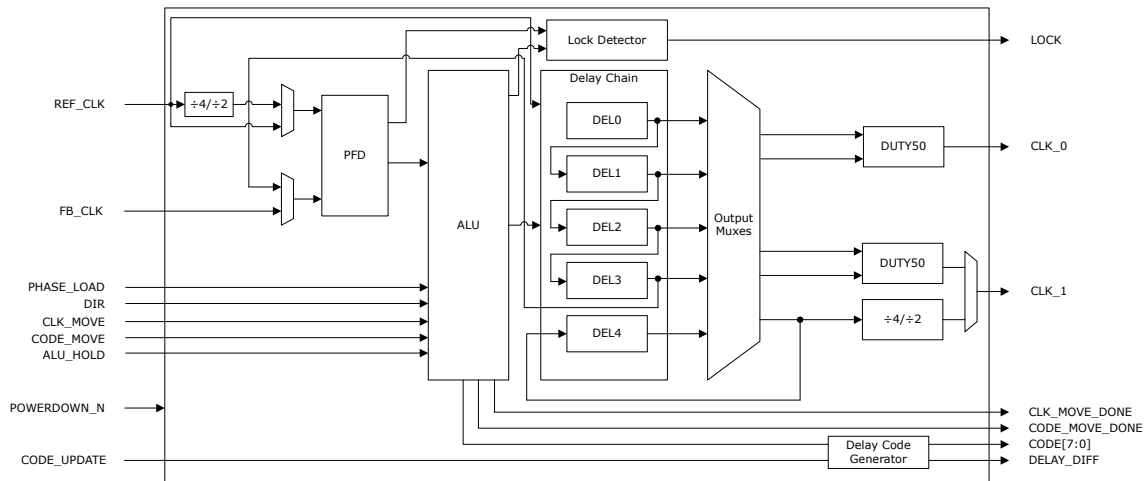 Lock Detector
LOCK
Delay Chain
REF_CLK
÷4/÷2
DEL0
PFD
DUTY50
CLK_0
DEL1
FB_CLK
ALU
DEL2
Output
Muxes
DUTY50
DEL3
PHASE_LOAD
CLK_1
DIR
CLK_MOVE
÷4/÷2
DEL4
CODE_MOVE
ALU_HOLD
POWERDOWN_N
CLK_MOVE_DONE
CODE_MOVE_DONE
Delay Code
Generator
CODE[7:0]
CODE_UPDATE
DELAY_DIFF